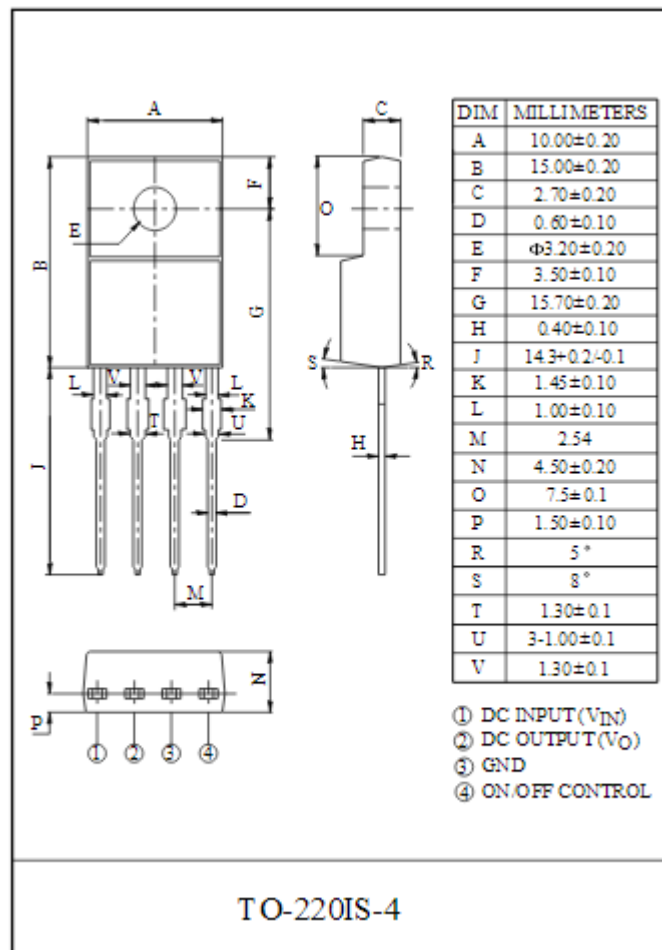 A
C
F
O
E
B
G
S
R
L
V
V
L
K
T
U
H
J
D
M
N
P
① ② ③ ④
DIM MILLIMETERS
A 10.00±0.20
B 15.00±0.20
C 2.70±0.20
D 0.60±0.10
E Φ3.20±0.20
F 3.50±0.10
G 15.70±0.20
H 0.40±0.10
J 14.3+0.2/-0.1
K 1.45±0.10
L 1.00±0.10
M 2.54
N 4.50±0.20
O 7.5±0.1
P 1.50±0.10
R 5°
S 8°
T 1.30±0.1
U 3-1.00±0.1
V 1.30±0.1
① DC INPUT (VIN)
② DC OUTPUT (VO)
③ GND
④ ON/OFF CONTROL
TO-220IS-4